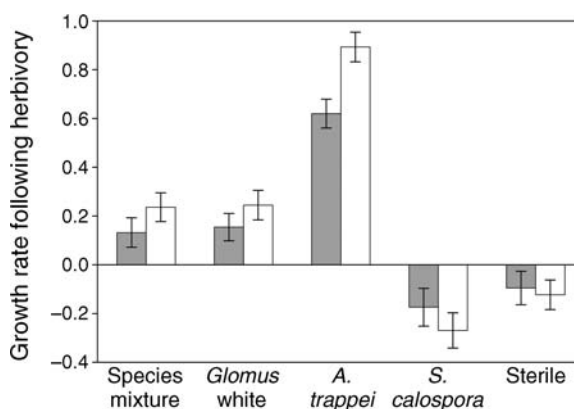 Growth rate following herbivory
1.0
0.8
0.6
0.4
0.2
0.0
−0.2
−0.4
Species
mixture
Glomus
white
A.
trappei
S.
calospora
Sterile